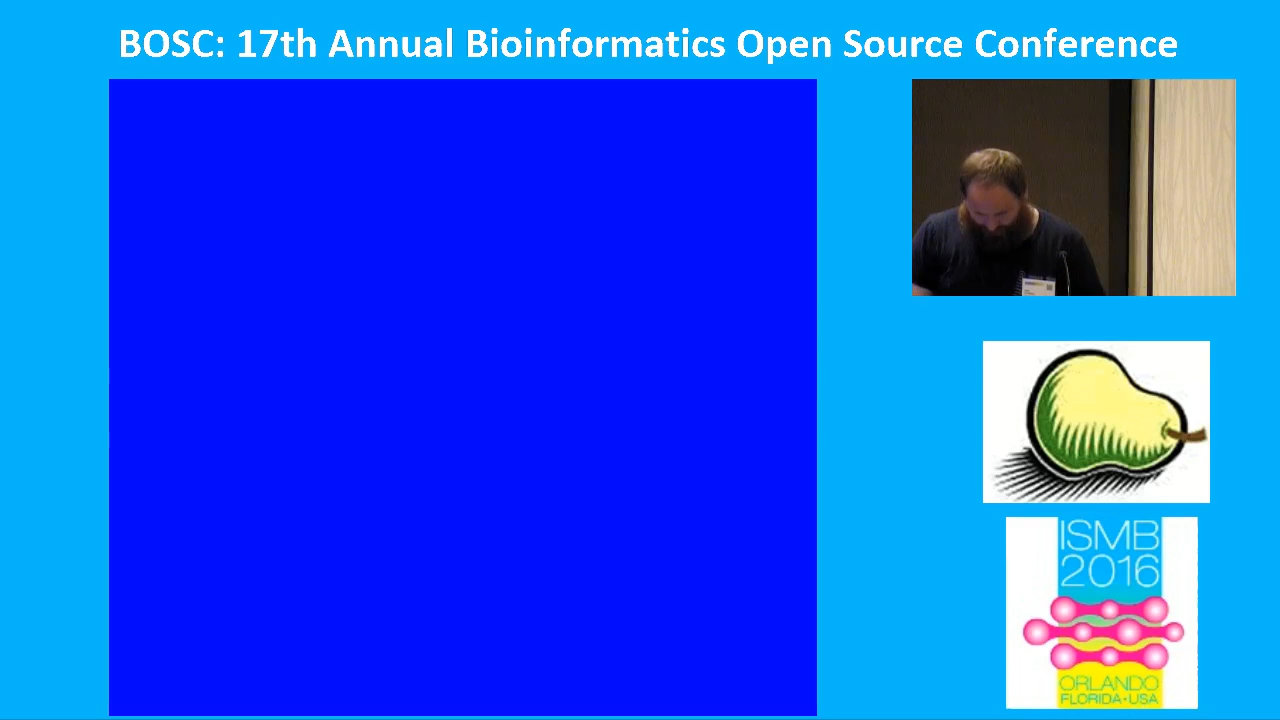 BOSC: 17th Annual Bioinformatics Open Source Conference
ISMB
2016
ORLANDO
FLORIDA•USA